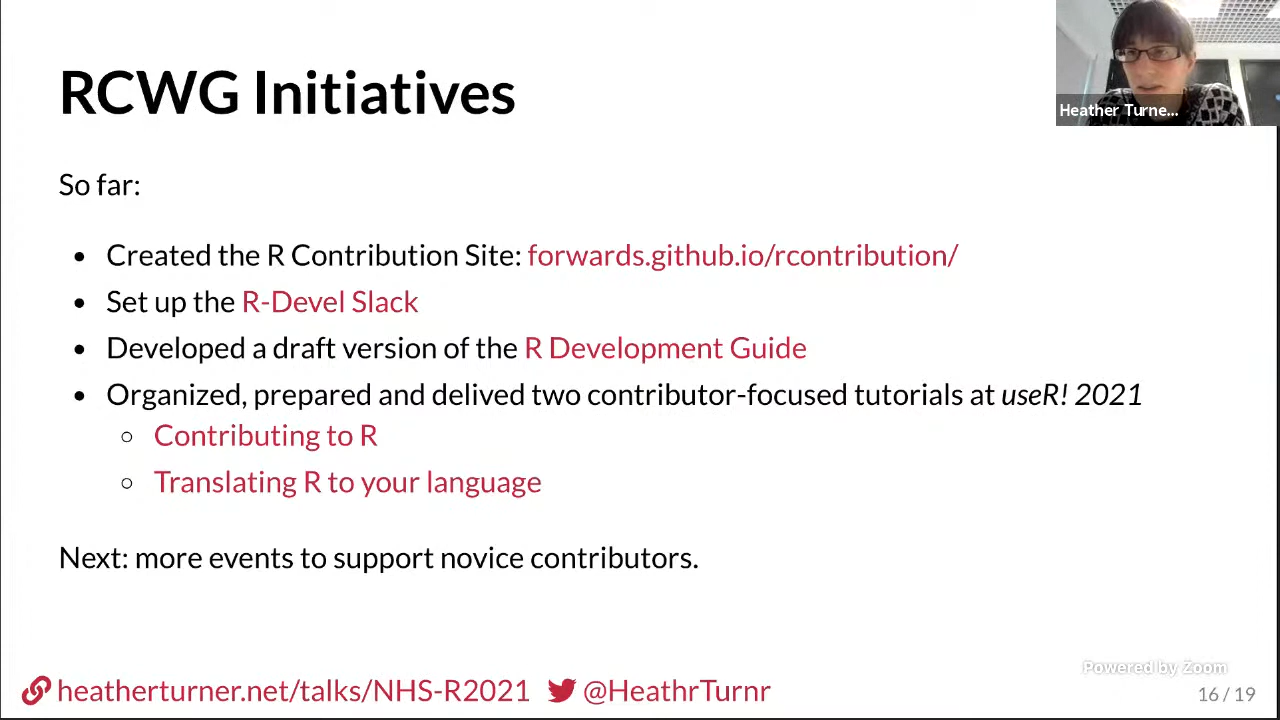 RCWG Initiatives
Heather Turne...
So far:
Created the R Contribution Site: forwards.github.io/rcontribution/
Set up the R-Devel Slack
Developed a draft version of the R Development Guide
Organized, prepared and delived two contributor-focused tutorials at useR! 2021
Contributing to R
Translating R to your language
Next: more events to support novice contributors.
Powered by Zoom
heatherturner.net/talks/NHS-R2021 @HeathrTurnr
16 / 19